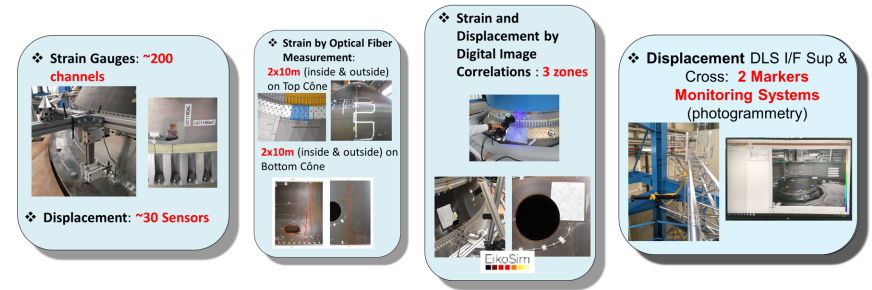 ❖ Strain Gauges: ~200
channels
❖ Displacement: ~30 Sensors
❖ Strain by Optical Fiber
Measurement:
2x10m (inside & outside)
on Top Cône
2x10m (inside & outside) on
Bottom Cône
❖ Strain and
Displacement by
Digital Image
Correlations : 3 zones
EikoSim
❖ Displacement DLS I/F Sup &
Cross: 2 Markers
Monitoring Systems
(photogrammetry)